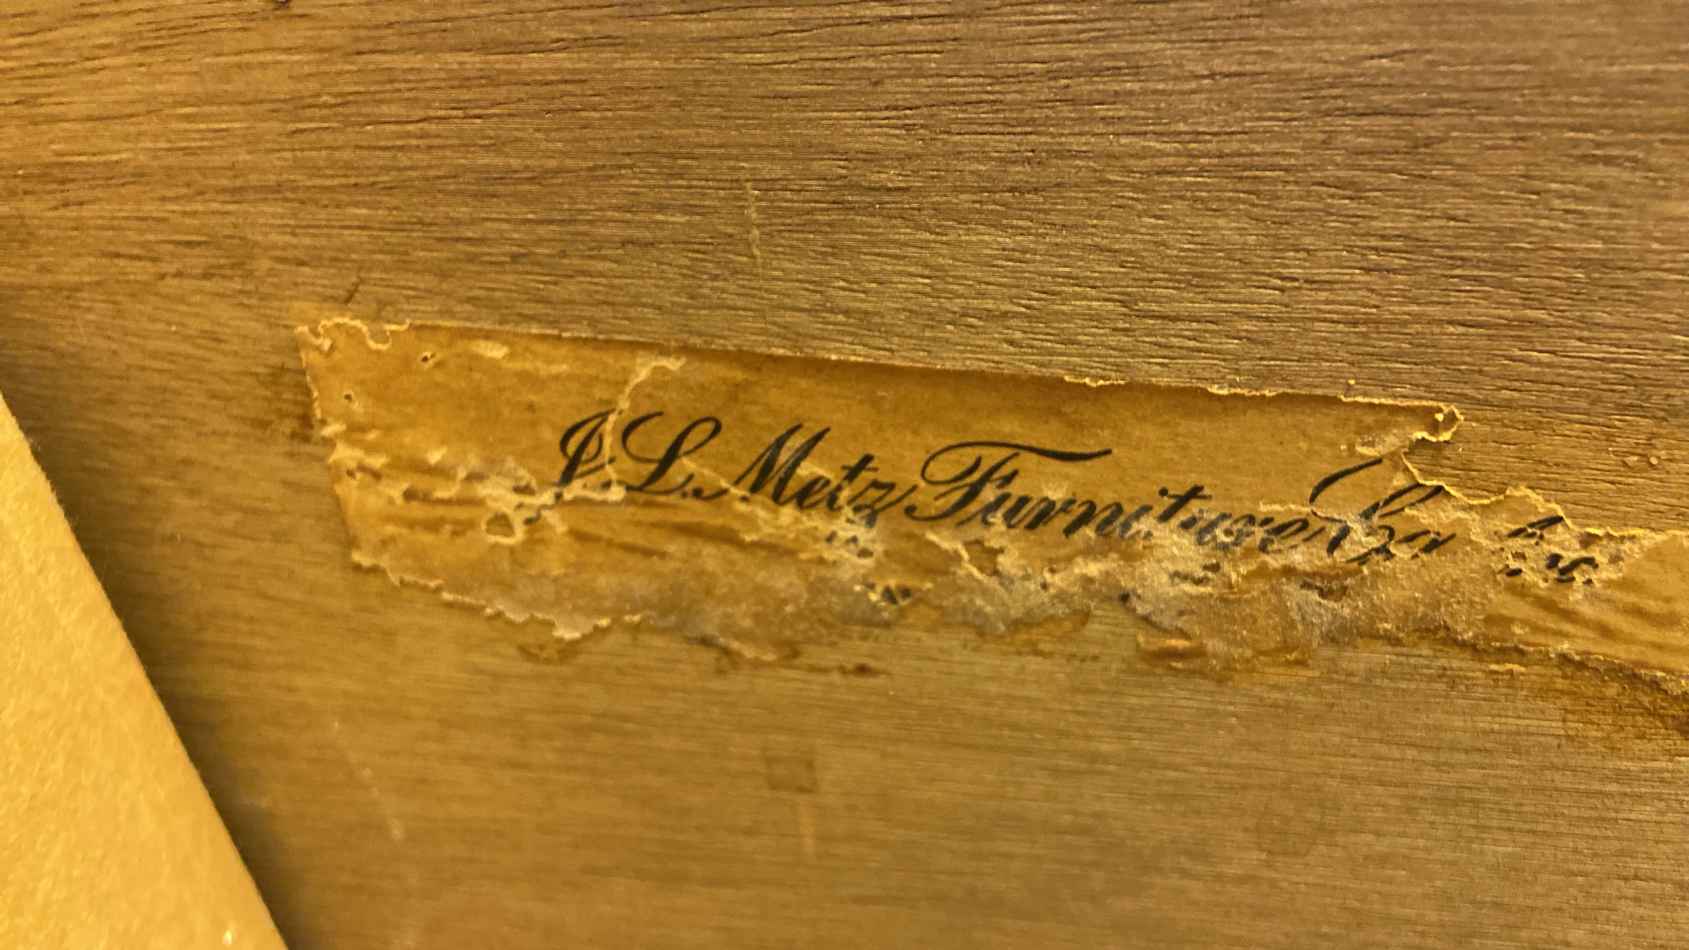 J. L. Metz Furniture Co